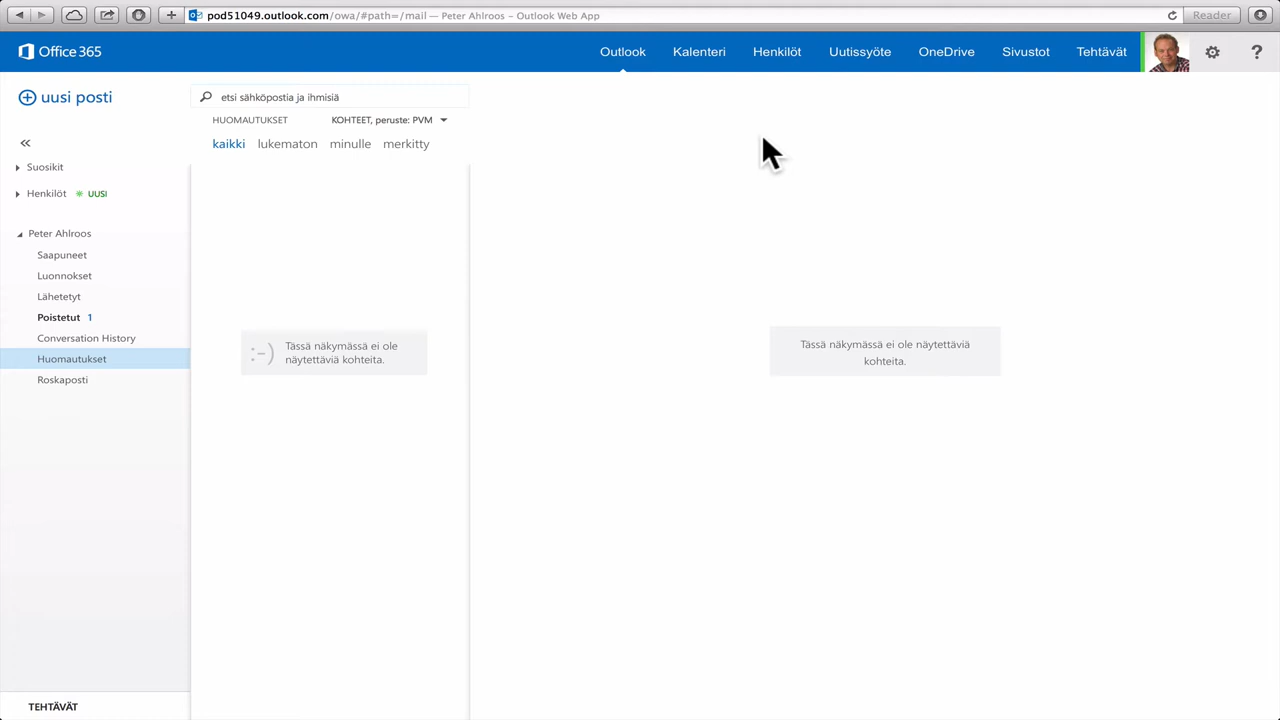 pod51049.outlook.com/owa/#path=/mail — Peter Ahlroos – Outlook Web App
Reader
Office 365
Outlook Kalenteri Henkilöt Uutissyöte OneDrive Sivustot Tehtävät
?
uusi posti
etsi sähköpostia ja ihmisiä
HUOMAUTUKSET KOHTEET, peruste: PVM
kaikki lukematon minulle merkitty
Suosikit
Henkilöt UUSI
Peter Ahlroos
Saapuneet
Luonnokset
Lähetetyt
Poistetut 1
Conversation History
Huomautukset
Roskaposti
:-)
Tässä näkymässä ei ole
näytettäviä kohteita.
Tässä näkymässä ei ole näytettäviä
kohteita.
TEHTÄVÄT